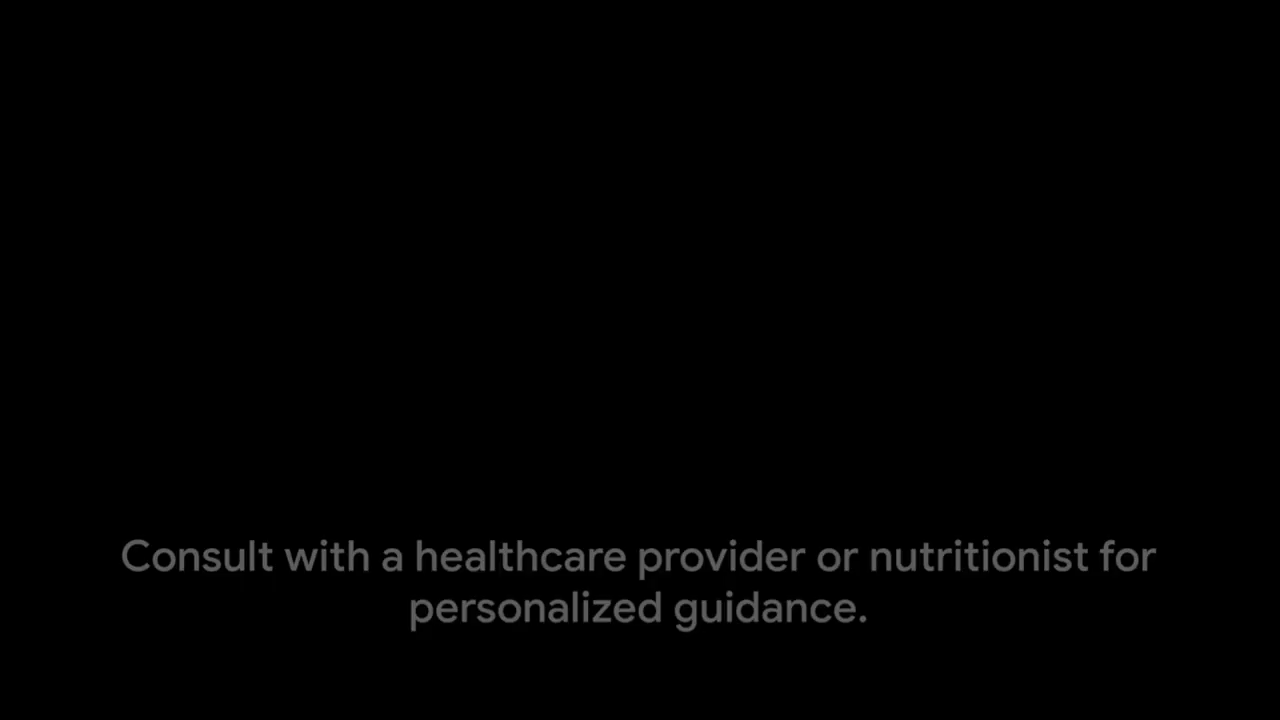 Consult with a healthcare provider or nutritionist for
personalized guidance.